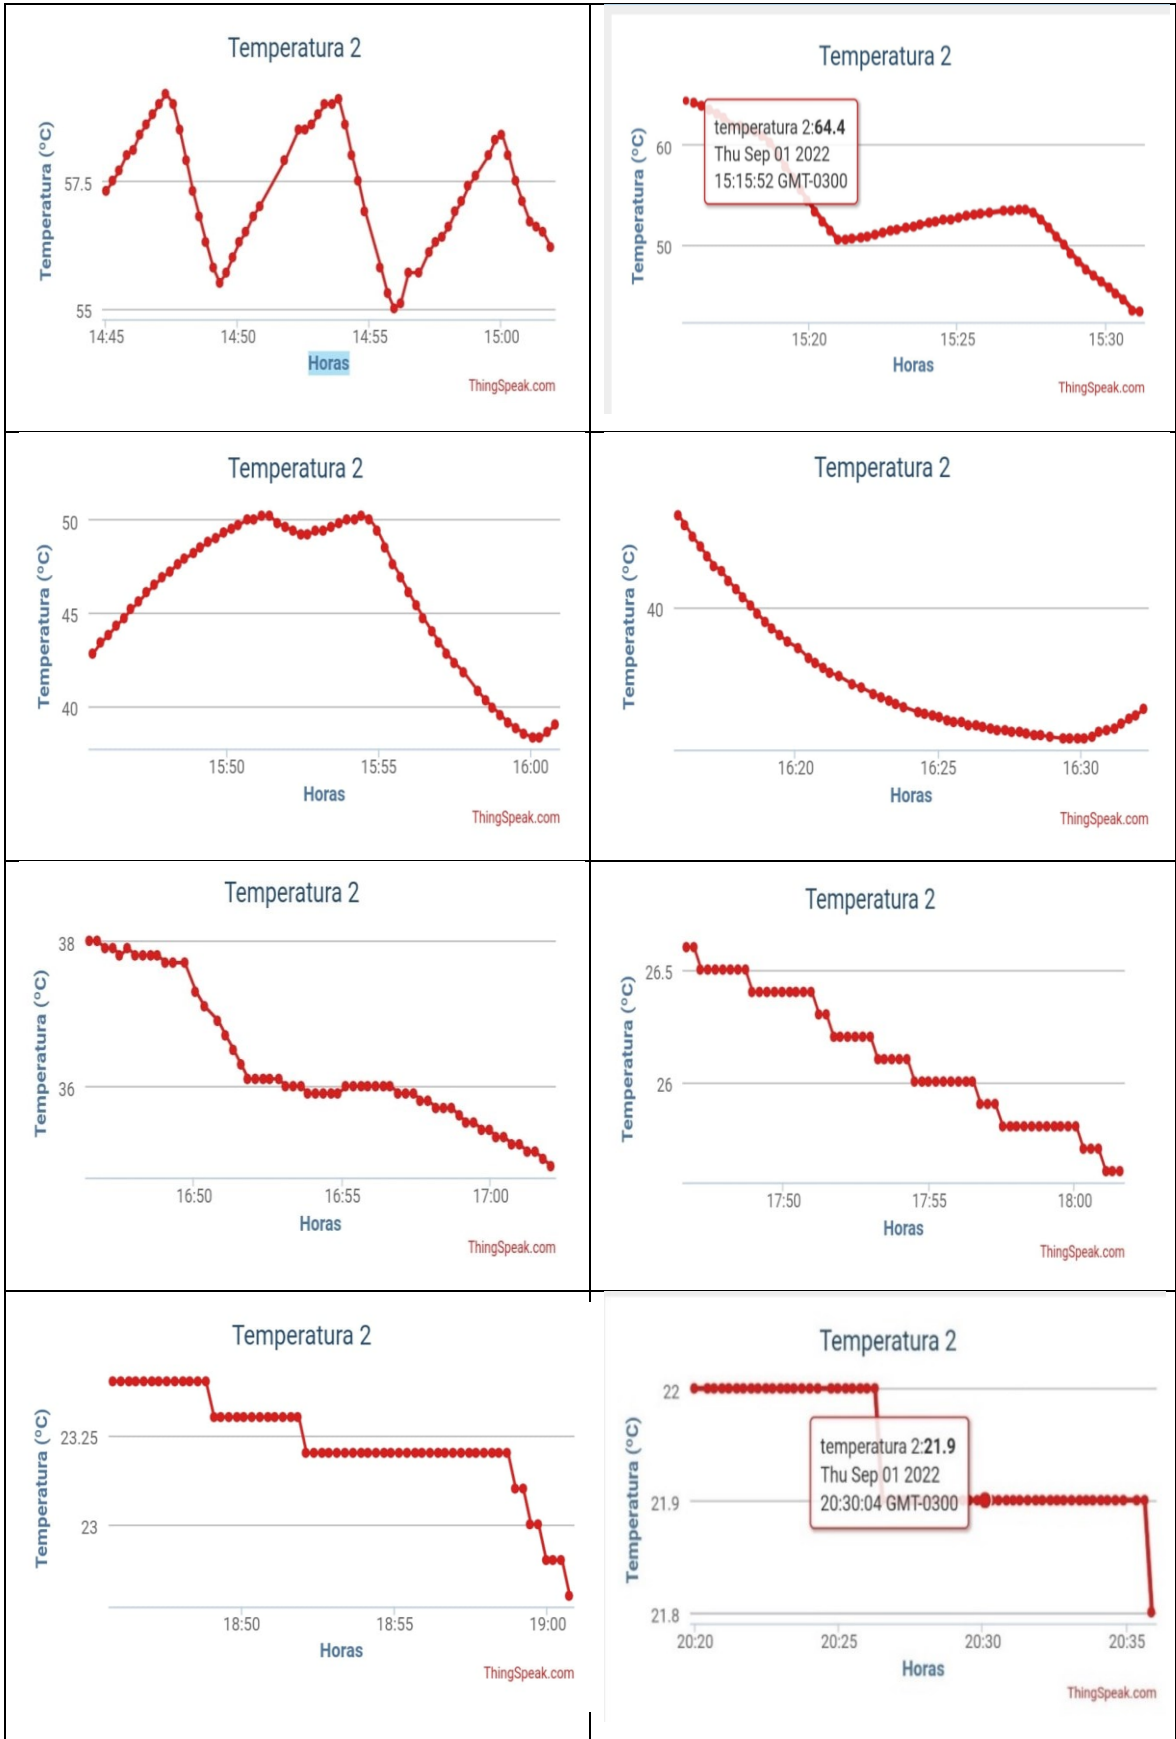 Temperatura 2
Temperatura (°C)
57.5
55
14:45 14:50 14:55 15:00
Horas
ThingSpeak.com
Temperatura 2
Temperatura (°C)
60
50
temperatura 2:64.4
Thu Sep 01 2022
15:15:52 GMT-0300
15:20 15:25 15:30
Horas
ThingSpeak.com
Temperatura 2
Temperatura (°C)
50
45
40
15:50 15:55 16:00
Horas
ThingSpeak.com
Temperatura 2
Temperatura (°C)
40
16:20 16:25 16:30
Horas
ThingSpeak.com
Temperatura 2
Temperatura (°C)
38
36
16:50 16:55 17:00
Horas
ThingSpeak.com
Temperatura 2
Temperatura (°C)
26.5
26
17:50 17:55 18:00
Horas
ThingSpeak.com
Temperatura 2
Temperatura (°C)
23.25
23
18:50 18:55 19:00
Horas
ThingSpeak.com
Temperatura 2
Temperatura (°C)
22
21.9
21.8
temperatura 2:21.9
Thu Sep 01 2022
20:30:04 GMT-0300
20:20 20:25 20:30 20:35
Horas
ThingSpeak.com